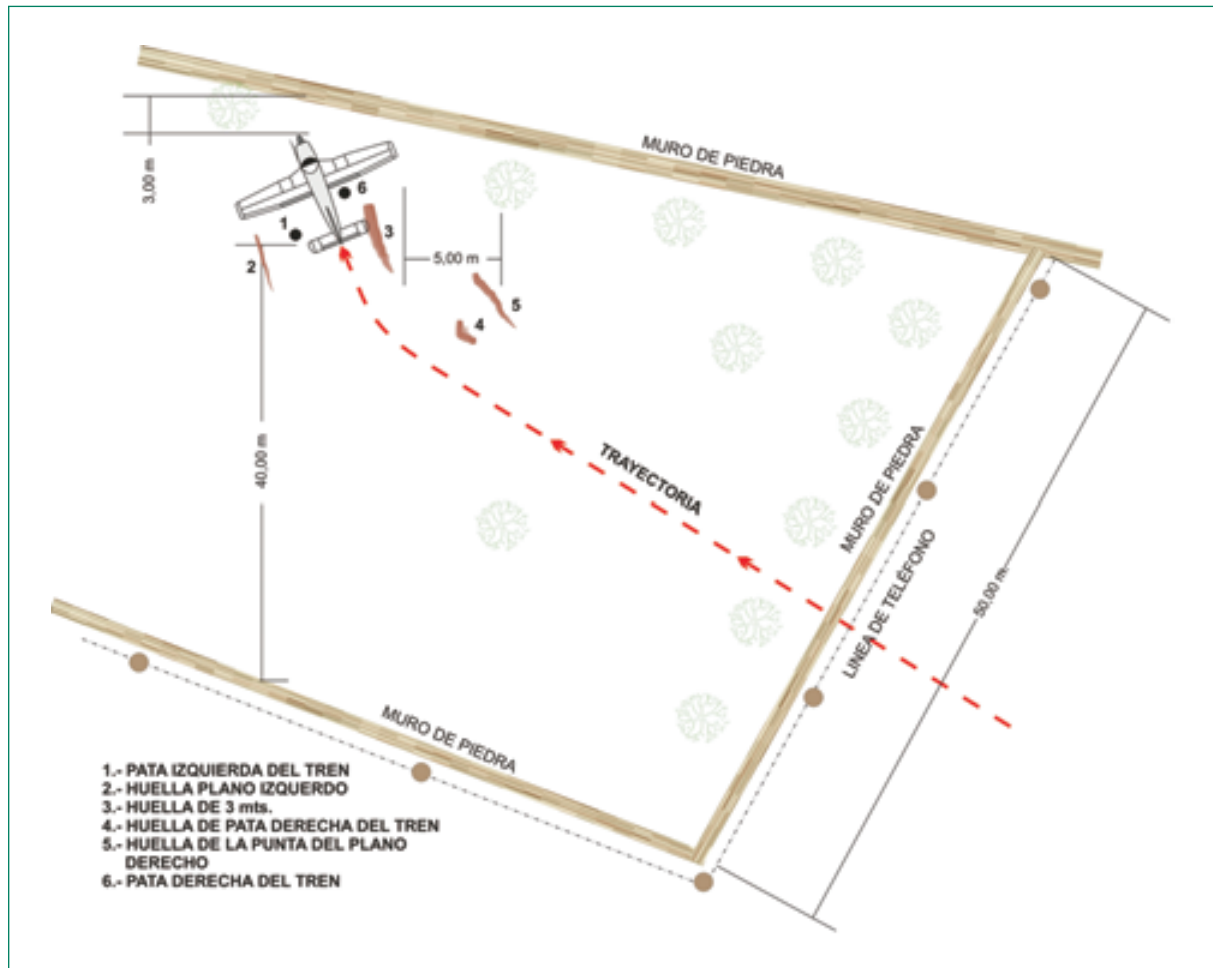 MURO DE PIEDRA
3,00 m
6
1
3
2
5,00 m
5
4
40,00 m
TRAYECTORIA
MURO DE PIEDRA
LINEA DE TELÉFONO
50,00 m.
MURO DE PIEDRA
1.- PATA IZQUIERDA DEL TREN
2.- HUELLA PLANO IZQUIERDO
3.- HUELLA DE 3 mts.
4.- HUELLA DE PATA DERECHA DEL TREN
5.- HUELLA DE LA PUNTA DEL PLANO
DERECHO
6.- PATA DERECHA DEL TREN